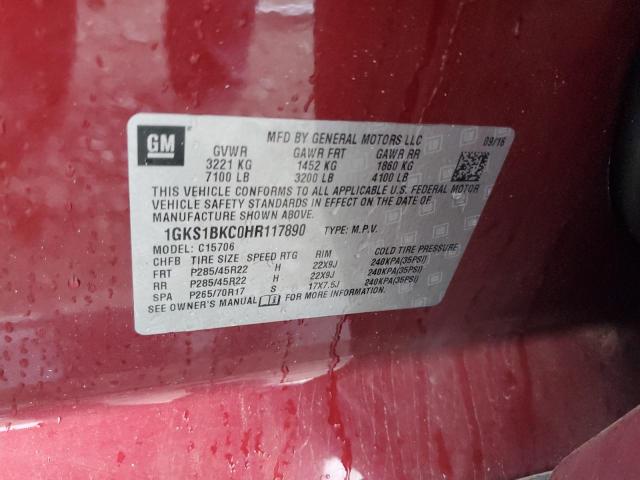 GM
MFD BY GENERAL MOTORS LLC 09/16
GVWR GAWR FRT GAWR RR
3221 KG 1452 KG 1860 KG
7100 LB 3200 LB 4100 LB
THIS VEHICLE CONFORMS TO ALL APPLICABLE U.S. FEDERAL MOTOR
VEHICLE SAFETY STANDARDS IN EFFECT ON THE DATE OF
MANUFACTURE SHOWN ABOVE.
1GKS1BKC0HR117890 TYPE: M.P.V.
MODEL: C15706
CHFB TIRE SIZE SPEED RTG RIM COLD TIRE PRESSURE
FRT P285/45R22 H 22X9J 240KPA(35PSI)
RR P285/45R22 H 22X9J 240KPA(35PSI)
SPA P265/70R17 S 17X7.5J 240KPA(35PSI)
SEE OWNER'S MANUAL FOR MORE INFORMATION.